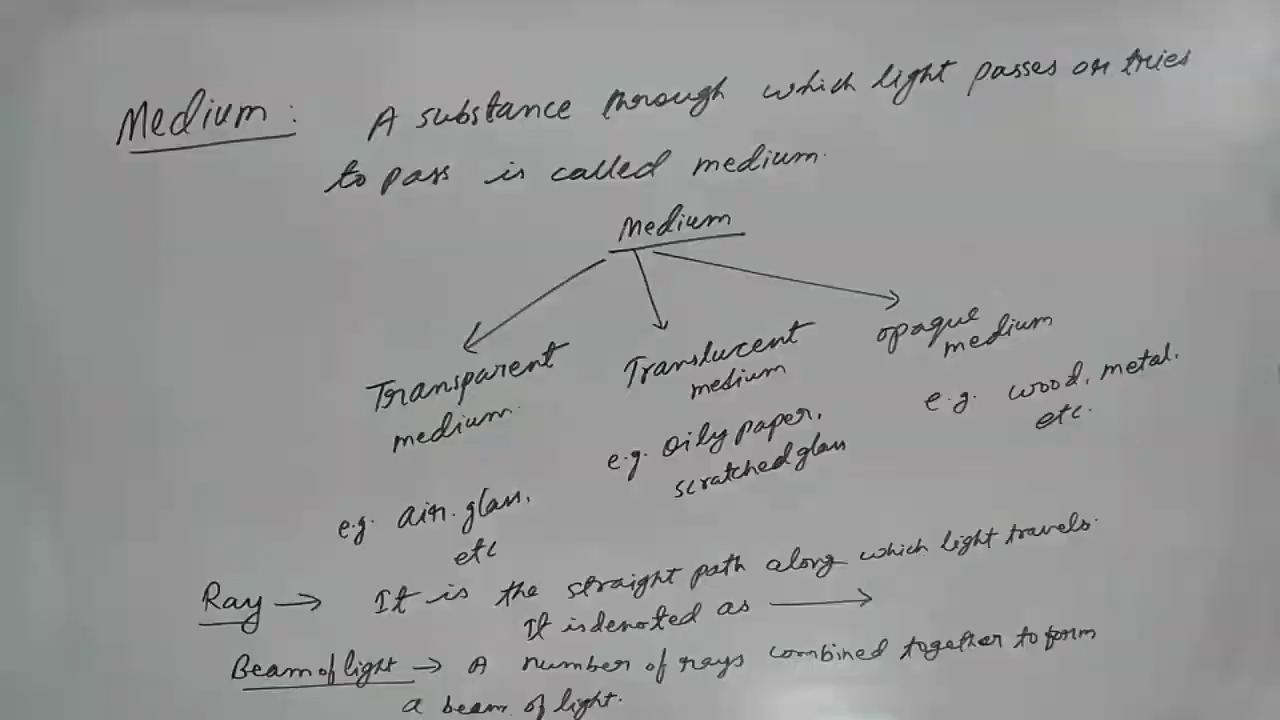 Medium: A substance through which light passes or tries
to pass is called medium.
Medium
Transparent medium.
e.g. air. glass, etc
Translucent medium
e.g. oily paper, scratched glass
opaque medium
e.g. wood, metal. etc.
Ray → It is the straight path along which light travels.
It is denoted as →
Beam of light → A number of rays combined together to form
a beam of light.